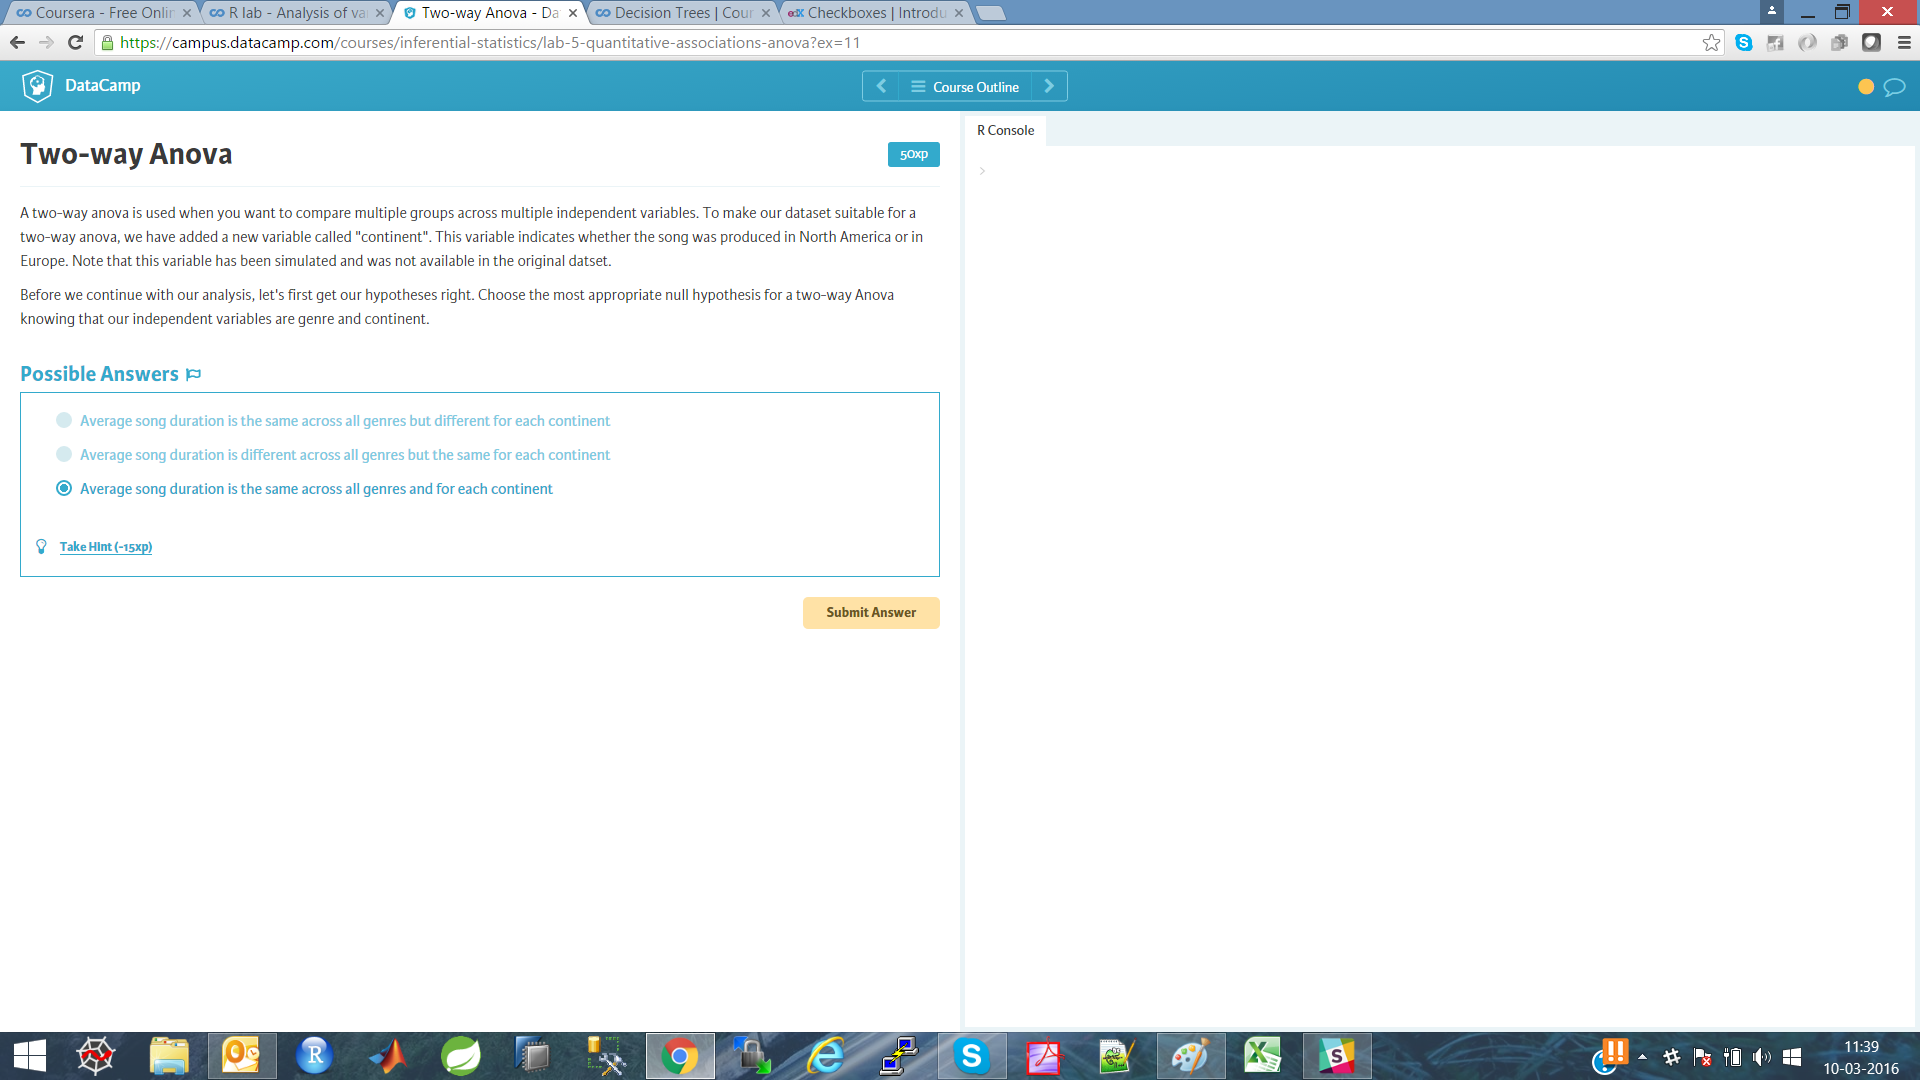 Coursera - Free Onlin
R lab - Analysis of va
Two-way Anova - Da
Decision Trees | Cour
edX Checkboxes | Introdu
https://campus.datacamp.com/courses/inferential-statistics/lab-5-quantitative-associations-anova?ex=11
DataCamp
Course Outline
R Console
>
Two-way Anova
50xp
A two-way anova is used when you want to compare multiple groups across multiple independent variables. To make our dataset suitable for a
two-way anova, we have added a new variable called "continent". This variable indicates whether the song was produced in North America or in
Europe. Note that this variable has been simulated and was not available in the original datset.
Before we continue with our analysis, let's first get our hypotheses right. Choose the most appropriate null hypothesis for a two-way Anova
knowing that our independent variables are genre and continent.
Possible Answers
Average song duration is the same across all genres but different for each continent
Average song duration is different across all genres but the same for each continent
Average song duration is the same across all genres and for each continent
Take Hint (-15xp)
Submit Answer
11:39
10-03-2016